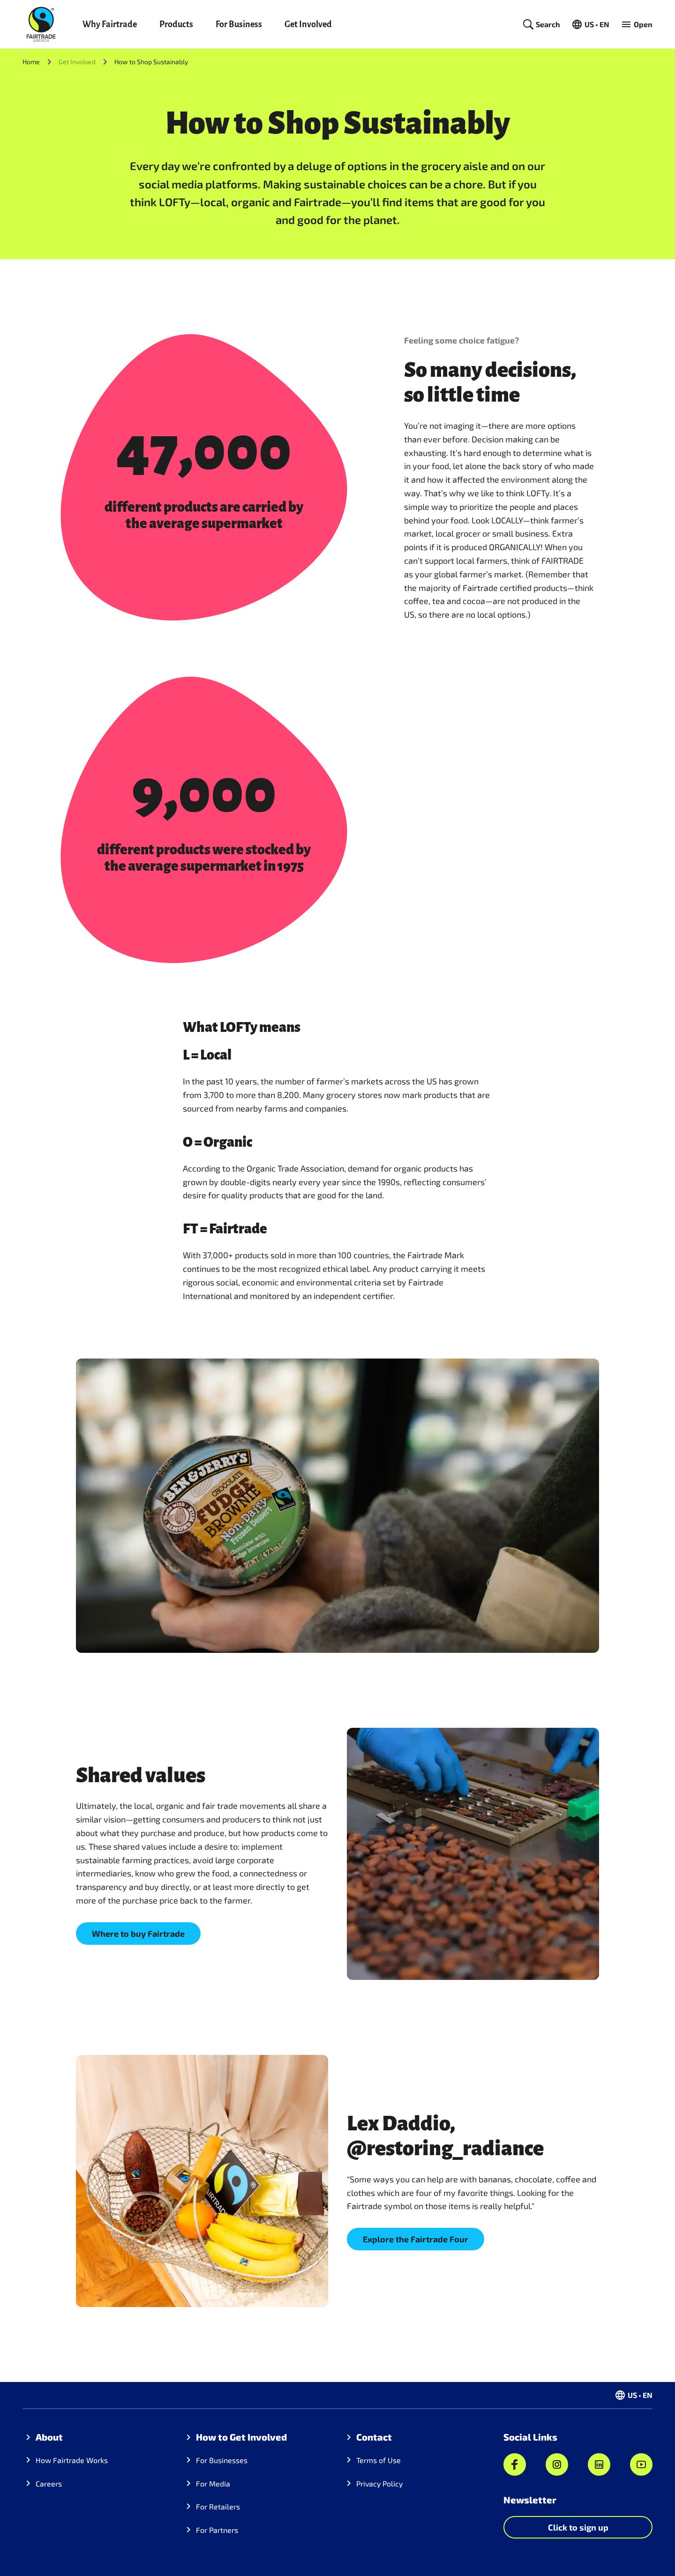 FAIRTRADE
AMERICA
Why Fairtrade
Products
For Business
Get Involved
Search
US • EN
Open
Home
Get Involved
How to Shop Sustainably
How to Shop Sustainably
Every day we're confronted by a deluge of options in the grocery aisle and on our
social media platforms. Making sustainable choices can be a chore. But if you
think LOFTy—local, organic and Fairtrade—you'll find items that are good for you
and good for the planet.
47,000
different products are carried by
the average supermarket
Feeling some choice fatigue?
So many decisions,
so little time
You're not imaging it—there are more options
than ever before. Decision making can be
exhausting. It's hard enough to determine what is
in your food, let alone the back story of who made
it and how it affected the environment along the
way. That's why we like to think LOFTy. It's a
simple way to prioritize the people and places
behind your food. Look LOCALLY—think farmer's
market, local grocer or small business. Extra
points if it is produced ORGANICALLY! When you
can't support local farmers, think of FAIRTRADE
as your global farmer's market. (Remember that
the majority of Fairtrade certified products—think
coffee, tea and cocoa—are not produced in the
US, so there are no local options.)
9,000
different products were stocked by
the average supermarket in 1975
What LOFTy means
L = Local
In the past 10 years, the number of farmer's markets across the US has grown
from 3,700 to more than 8,200. Many grocery stores now mark products that are
sourced from nearby farms and companies.
O = Organic
According to the Organic Trade Association, demand for organic products has
grown by double-digits nearly every year since the 1990s, reflecting consumers'
desire for quality products that are good for the land.
FT = Fairtrade
With 37,000+ products sold in more than 100 countries, the Fairtrade Mark
continues to be the most recognized ethical label. Any product carrying it meets
rigorous social, economic and environmental criteria set by Fairtrade
International and monitored by an independent certifier.
BEN & JERRY'S
CHOCOLATE
FUDGE
BROWNIE
Non-Dairy
Frozen Dessert
Chocolate with
Fudge Brownies
Shared values
Ultimately, the local, organic and fair trade movements all share a
similar vision—getting consumers and producers to think not just
about what they purchase and produce, but how products come to
us. These shared values include a desire to: implement
sustainable farming practices, avoid large corporate
intermediaries, know who grew the food, a connectedness or
transparency and buy directly, or at least more directly to get
more of the purchase price back to the farmer.
Where to buy Fairtrade
Lex Daddio,
@restoring_radiance
"Some ways you can help are with bananas, chocolate, coffee and
clothes which are four of my favorite things. Looking for the
Fairtrade symbol on those items is really helpful."
Explore the Fairtrade Four
US • EN
About
How Fairtrade Works
Careers
How to Get Involved
For Businesses
For Media
For Retailers
For Partners
Contact
Terms of Use
Privacy Policy
Social Links
Newsletter
Click to sign up